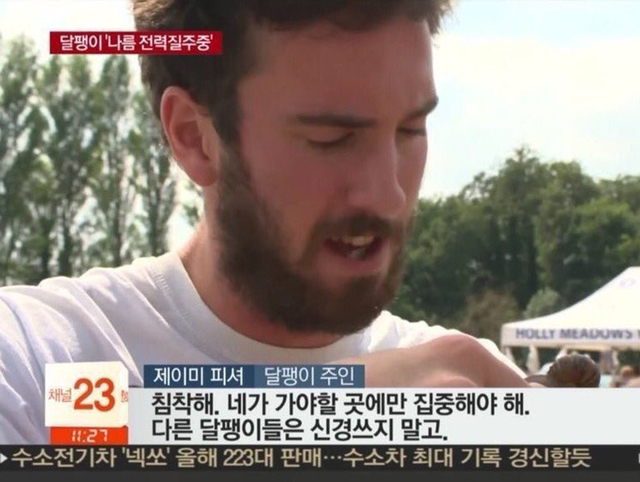 달팽이 '나름 전력질주중'
HOLLY MEADOWS
제이미 피셔 달팽이 주인
채널 23
11:27
침착해. 네가 가야할 곳에만 집중해야 해.
다른 달팽이들은 신경쓰지 말고.
수소전기차 '넥쏘' 올해 223대 판매…수소차 최대 기록 경신할듯